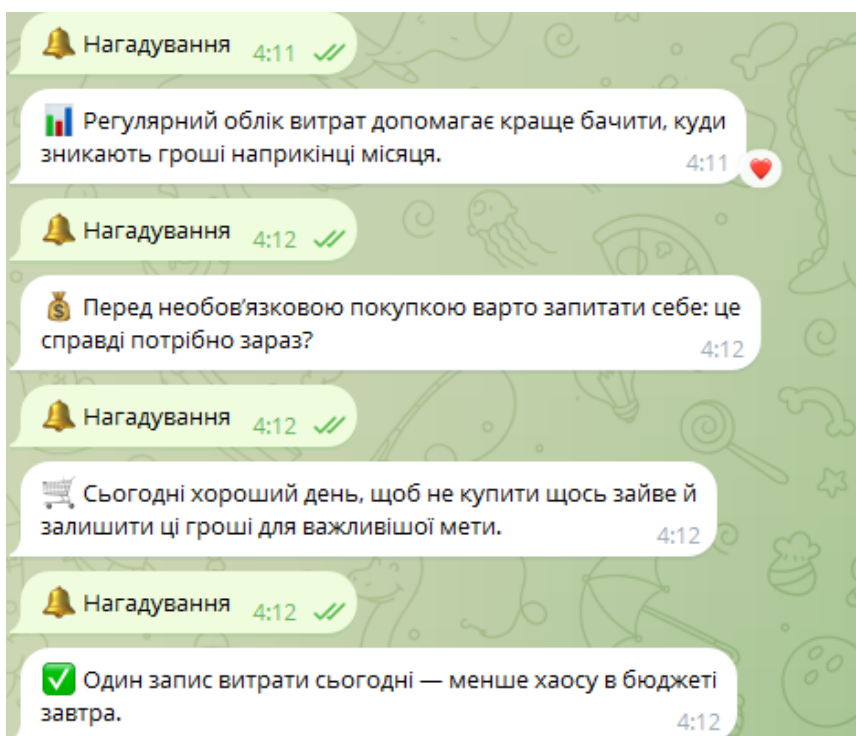 🔔 Нагадування 4:11
📊 Регулярний облік витрат допомагає краще бачити, куди
зникають гроші наприкінці місяця. 4:11
🔔 Нагадування 4:12
💰 Перед необов’язковою покупкою варто запитати себе: це
справді потрібно зараз? 4:12
🔔 Нагадування 4:12
🛒 Сьогодні хороший день, щоб не купити щось зайве й
залишити ці гроші для важливішої мети. 4:12
🔔 Нагадування 4:12
✅ Один запис витрати сьогодні — менше хаосу в бюджеті
завтра. 4:12